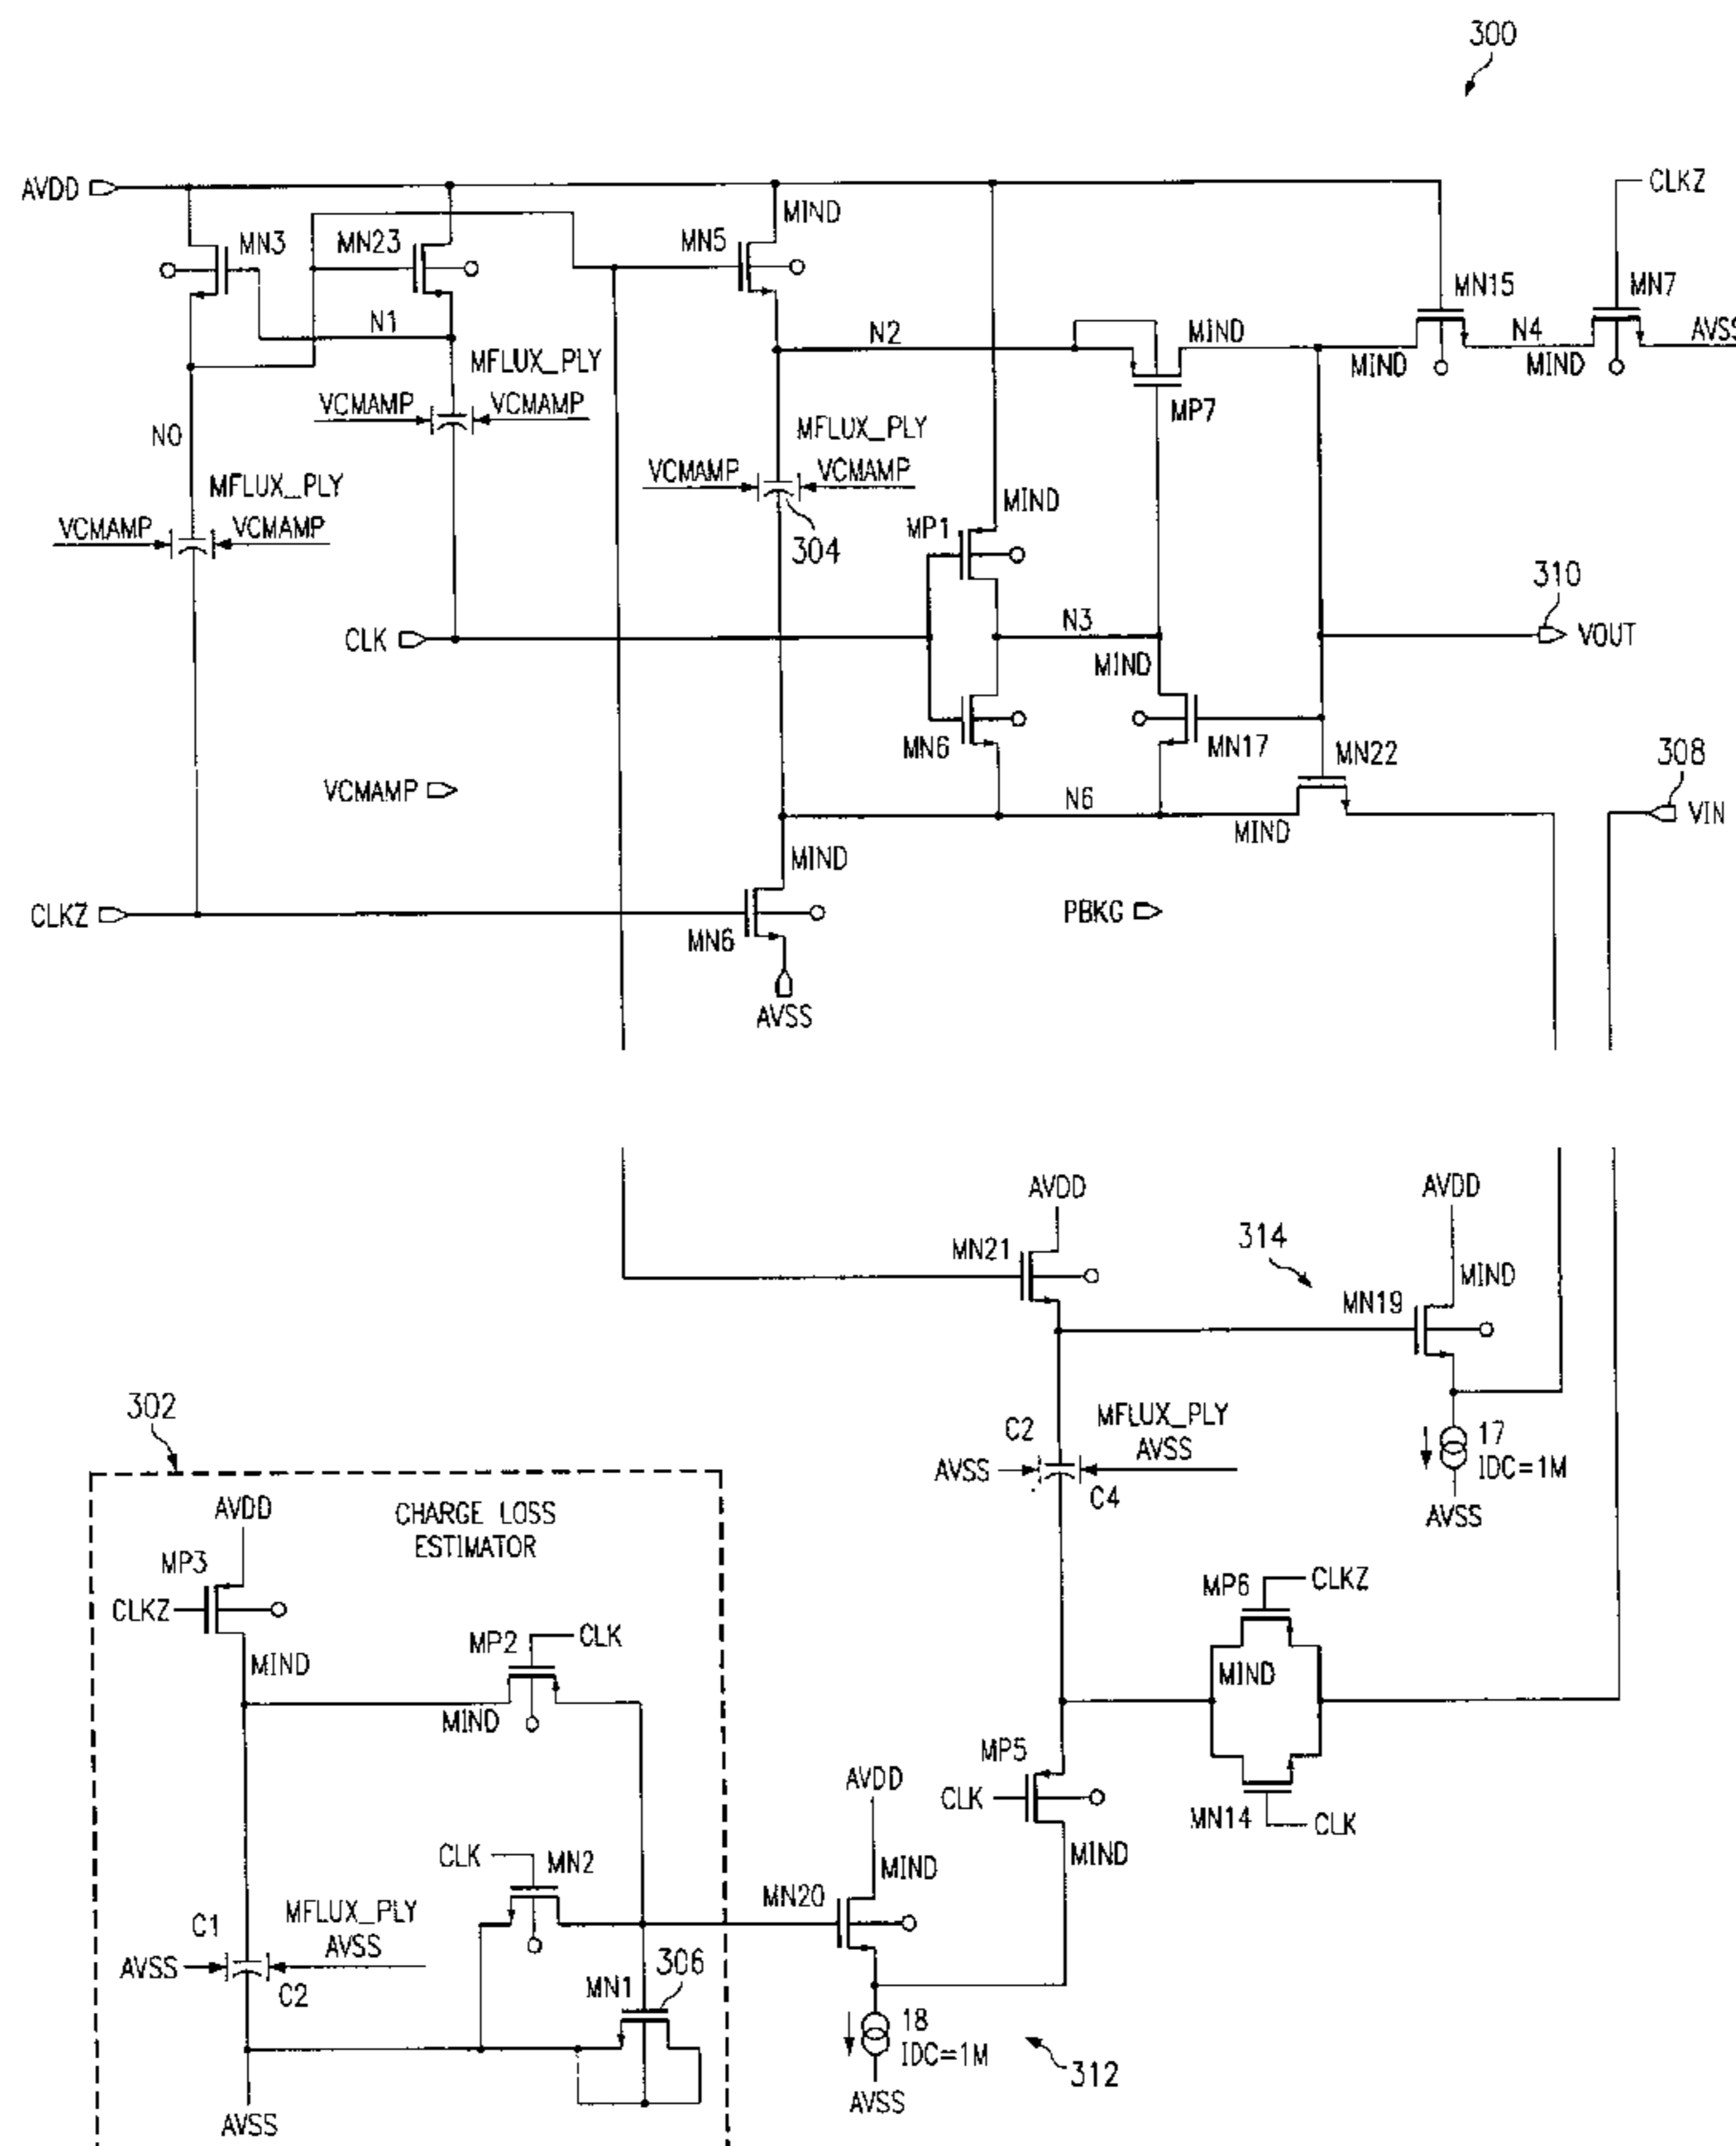 300
AVDD
CLKZ
MN3
MN23
MN5
MIND
MN15
MN7
N1
N2
MIND
N4
AVSS
MIND
MIND
MFLUX_PLY
VCMAMP
VCMAMP
MP7
N0
MFLUX_PLY
MFLUX_PLY
VCMAMP
VCMAMP
MIND
VCMAMP
VCMAMP
MP1
304
310
CLK
N3
VOUT
MIND
MN6
MN17
MN22
308
VCMAMP
N6
VIN
MIND
MIND
CLKZ
PBKG
MN6
AVSS
AVDD
AVDD
MN21
314
MIND
MN19
302
C2
MFLUX_PLY
AVSS
17
AVSS
IDC=1M
C4
AVSS
AVDD
CHARGE LOSS
ESTIMATOR
MP3
CLKZ
MP6
CLKZ
MP2
CLK
MIND
MIND
MIND
MP5
AVDD
CLK
MN14
CLK
CLK
MN2
MIND
MIND
MN20
C1
MFLUX_PLY
AVSS
AVSS
306
C2
MN1
18
IDC=1M
312
AVSS
AVSS